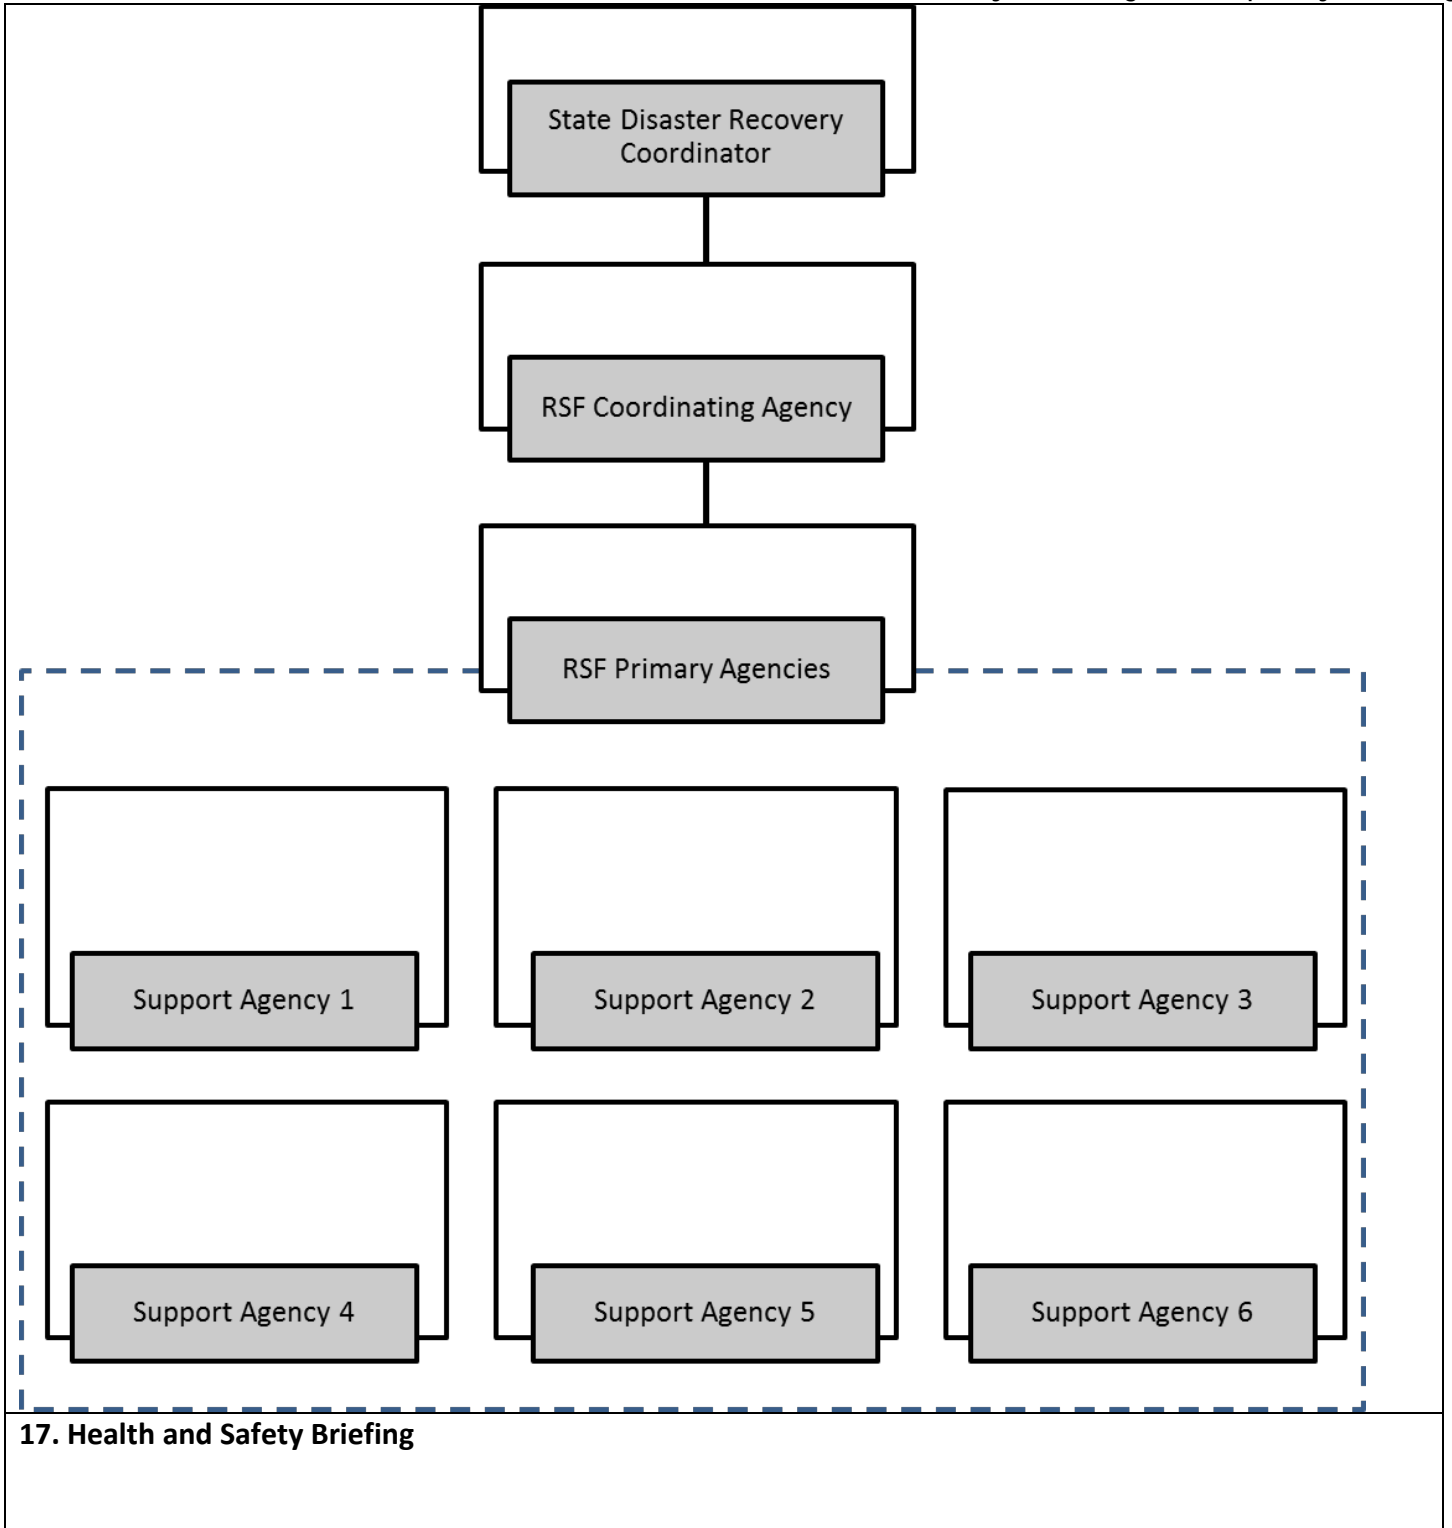 State Disaster Recovery
Coordinator
RSF Coordinating Agency
RSF Primary Agencies
Support Agency 1
Support Agency 2
Support Agency 3
Support Agency 4
Support Agency 5
Support Agency 6
17. Health and Safety Briefing